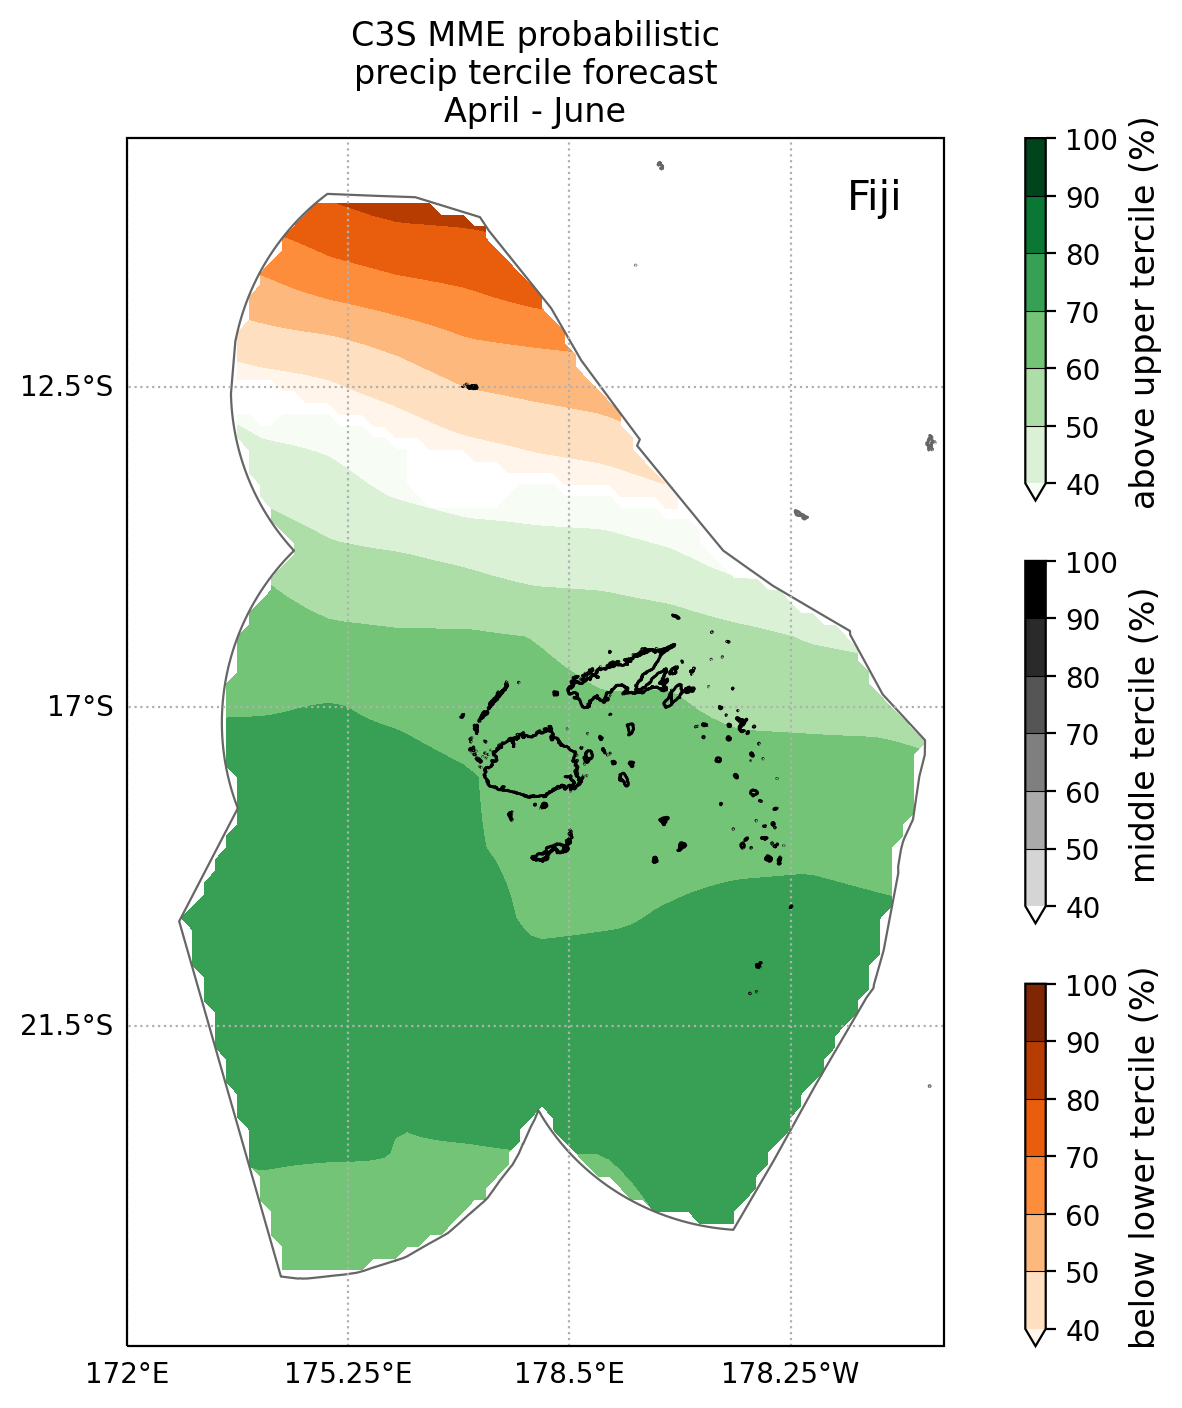 C3S MME probabilistic
precip tercile forecast
April - June
Fiji
12.5°S
17°S
21.5°S
172°E
175.25°E
178.5°E
178.25°W
100
90
80
70
60
50
40
above upper tercile (%)
100
90
80
70
60
50
40
middle tercile (%)
100
90
80
70
60
50
40
below lower tercile (%)